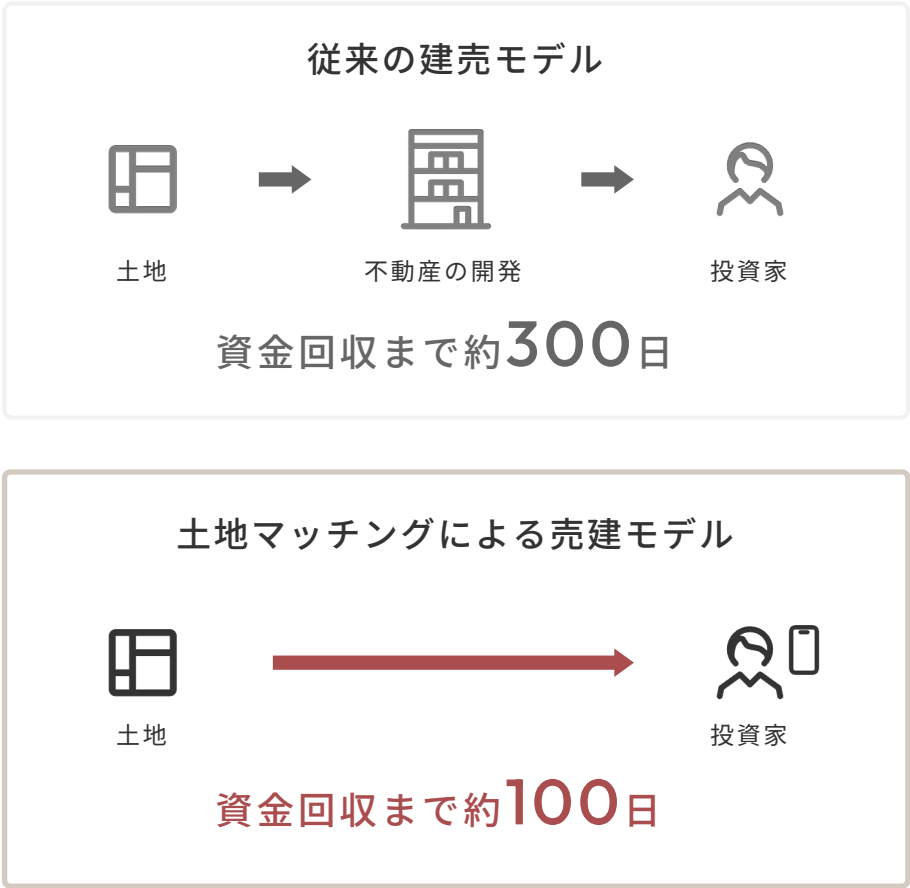 従来の建売モデル
土地
不動産の開発
投資家
資金回収まで約300日
土地マッチングによる売建モデル
土地
投資家
資金回収まで約100日